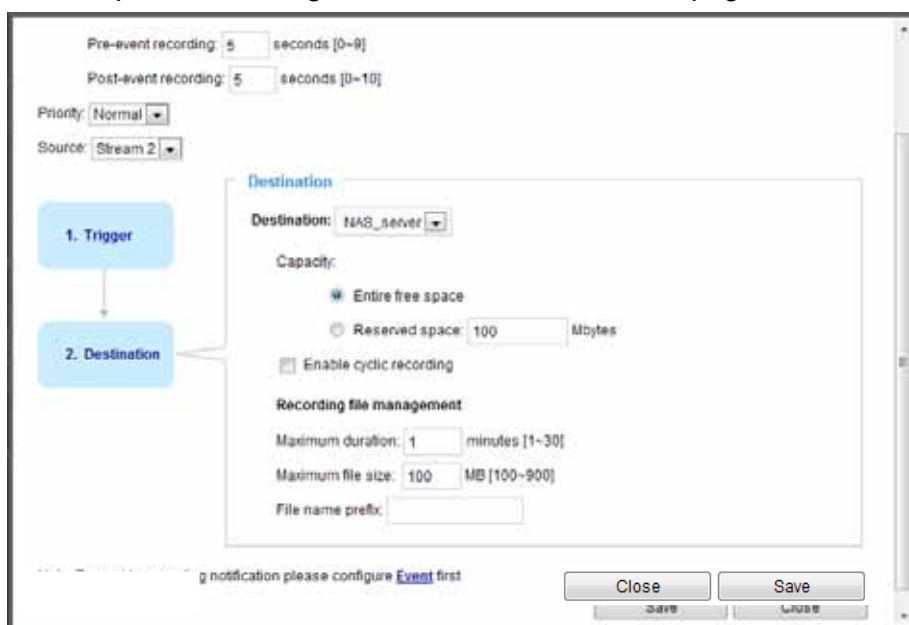 Pre-event recording: 5 seconds [0~9]
Post-event recording: 5 seconds [0~10]
Priority: Normal
Source: Stream 2
Destination
1. Trigger
Destination: NAS_server
Capacity:
Entire free space
Reserved space: 100 Mbytes
2. Destination
Enable cyclic recording
Recording file management
Maximum duration: 1 minutes [1~30]
Maximum file size: 100 MB [100~900]
File name prefix:
notification please configure Event first
Close Save
Save Close